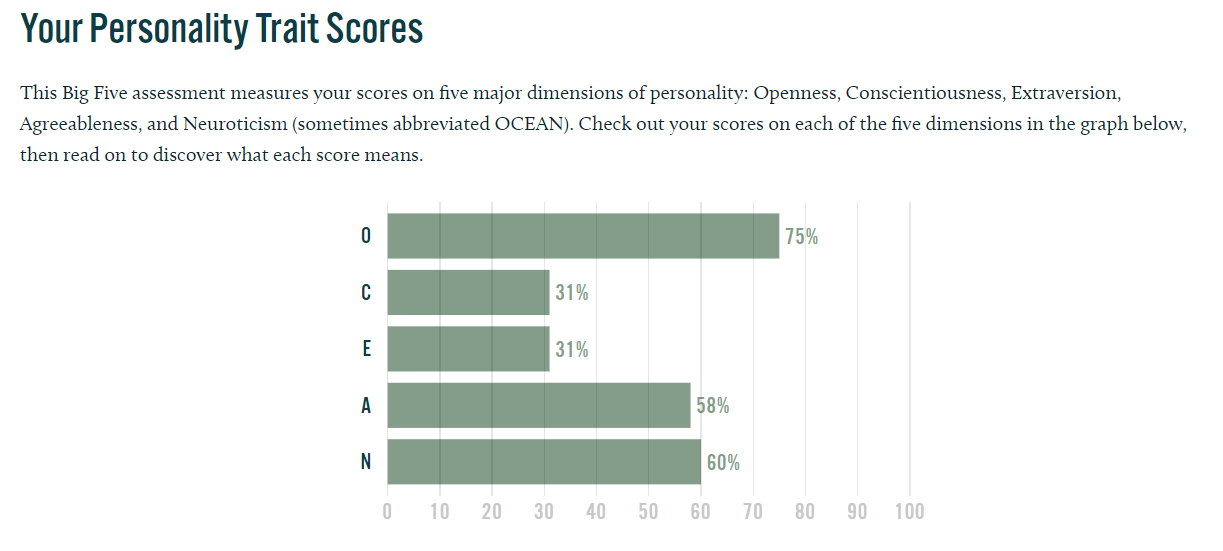 Your Personality Trait Scores
This Big Five assessment measures your scores on five major dimensions of personality: Openness, Conscientiousness, Extraversion,
Agreeableness, and Neuroticism (sometimes abbreviated OCEAN). Check out your scores on each of the five dimensions in the graph below,
then read on to discover what each score means.
O 75%
C 31%
E 31%
A 58%
N 60%
0 10 20 30 40 50 60 70 80 90 100